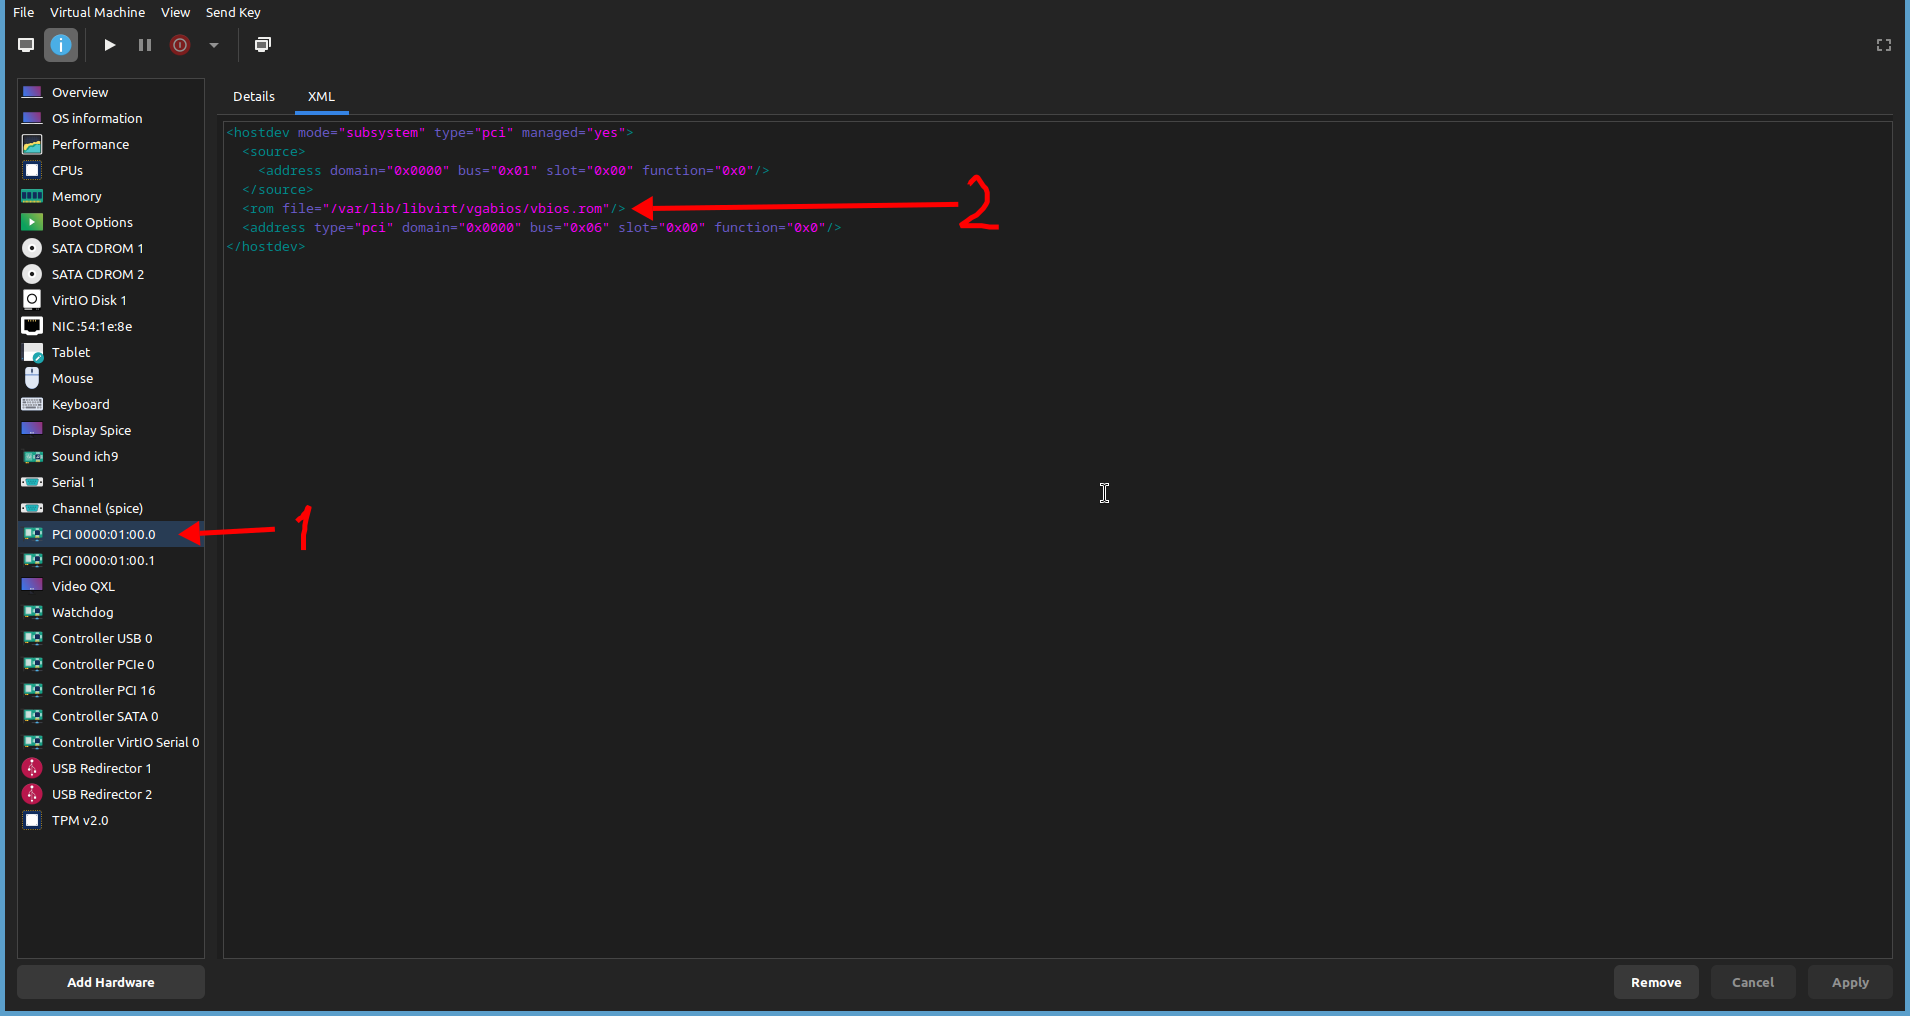 File Virtual Machine View Send Key
Overview
OS information
Performance
CPUs
Memory
Boot Options
SATA CDROM 1
SATA CDROM 2
VirtIO Disk 1
NIC :54:1e:8e
Tablet
Mouse
Keyboard
Display Spice
Sound ich9
Serial 1
Channel (spice)
PCI 0000:01:00.0
PCI 0000:01:00.1
Video QXL
Watchdog
Controller USB 0
Controller PCIe 0
Controller PCI 16
Controller SATA 0
Controller VirtIO Serial 0
USB Redirector 1
USB Redirector 2
TPM v2.0
Add Hardware
Details XML
<hostdev mode="subsystem" type="pci" managed="yes">
  <source>
    <address domain="0x0000" bus="0x01" slot="0x00" function="0x0"/>
  </source>
  <rom file="/var/lib/libvirt/vgabios/vbios.rom"/>
  <address type="pci" domain="0x0000" bus="0x06" slot="0x00" function="0x0"/>
</hostdev>
1
2
Remove Cancel Apply